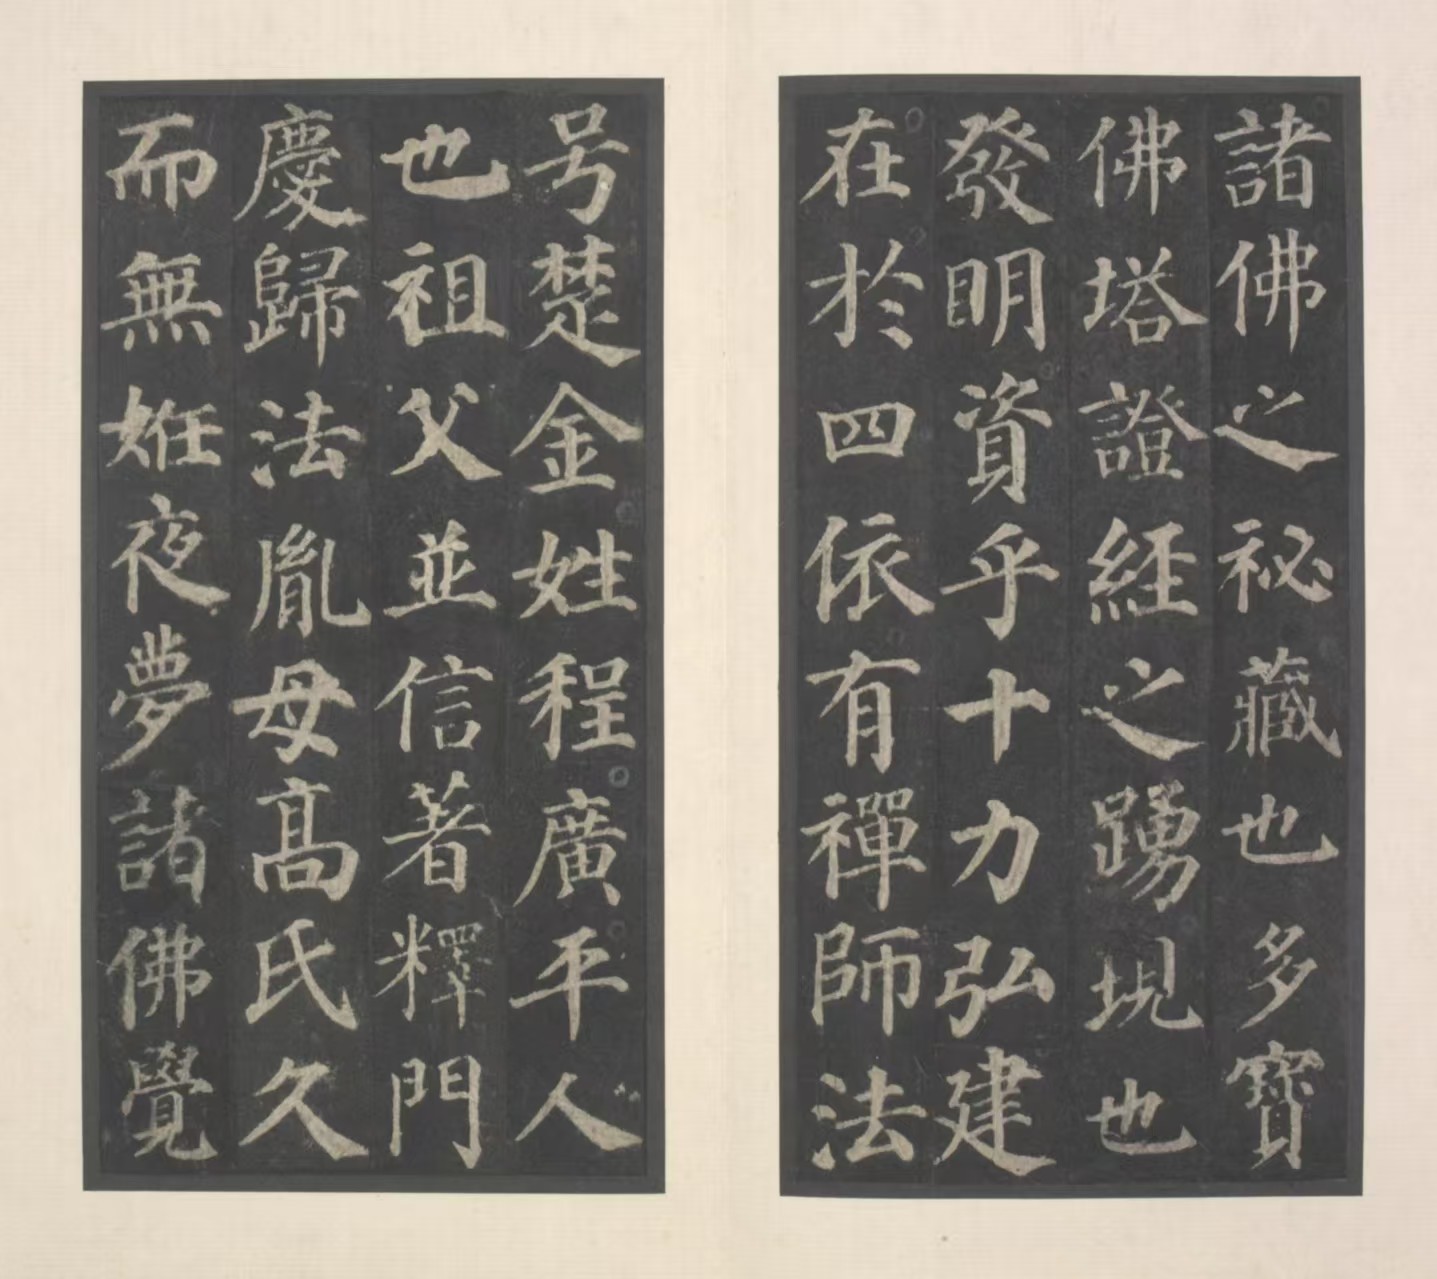 諸佛之祕藏也多寶
佛塔證經之踴現也
發明資乎十力弘建
在於四依有禪師法
号楚金姓程廣平人
也祖父並信著釋門
慶歸法胤母高氏久
而無姙夜夢諸佛覺